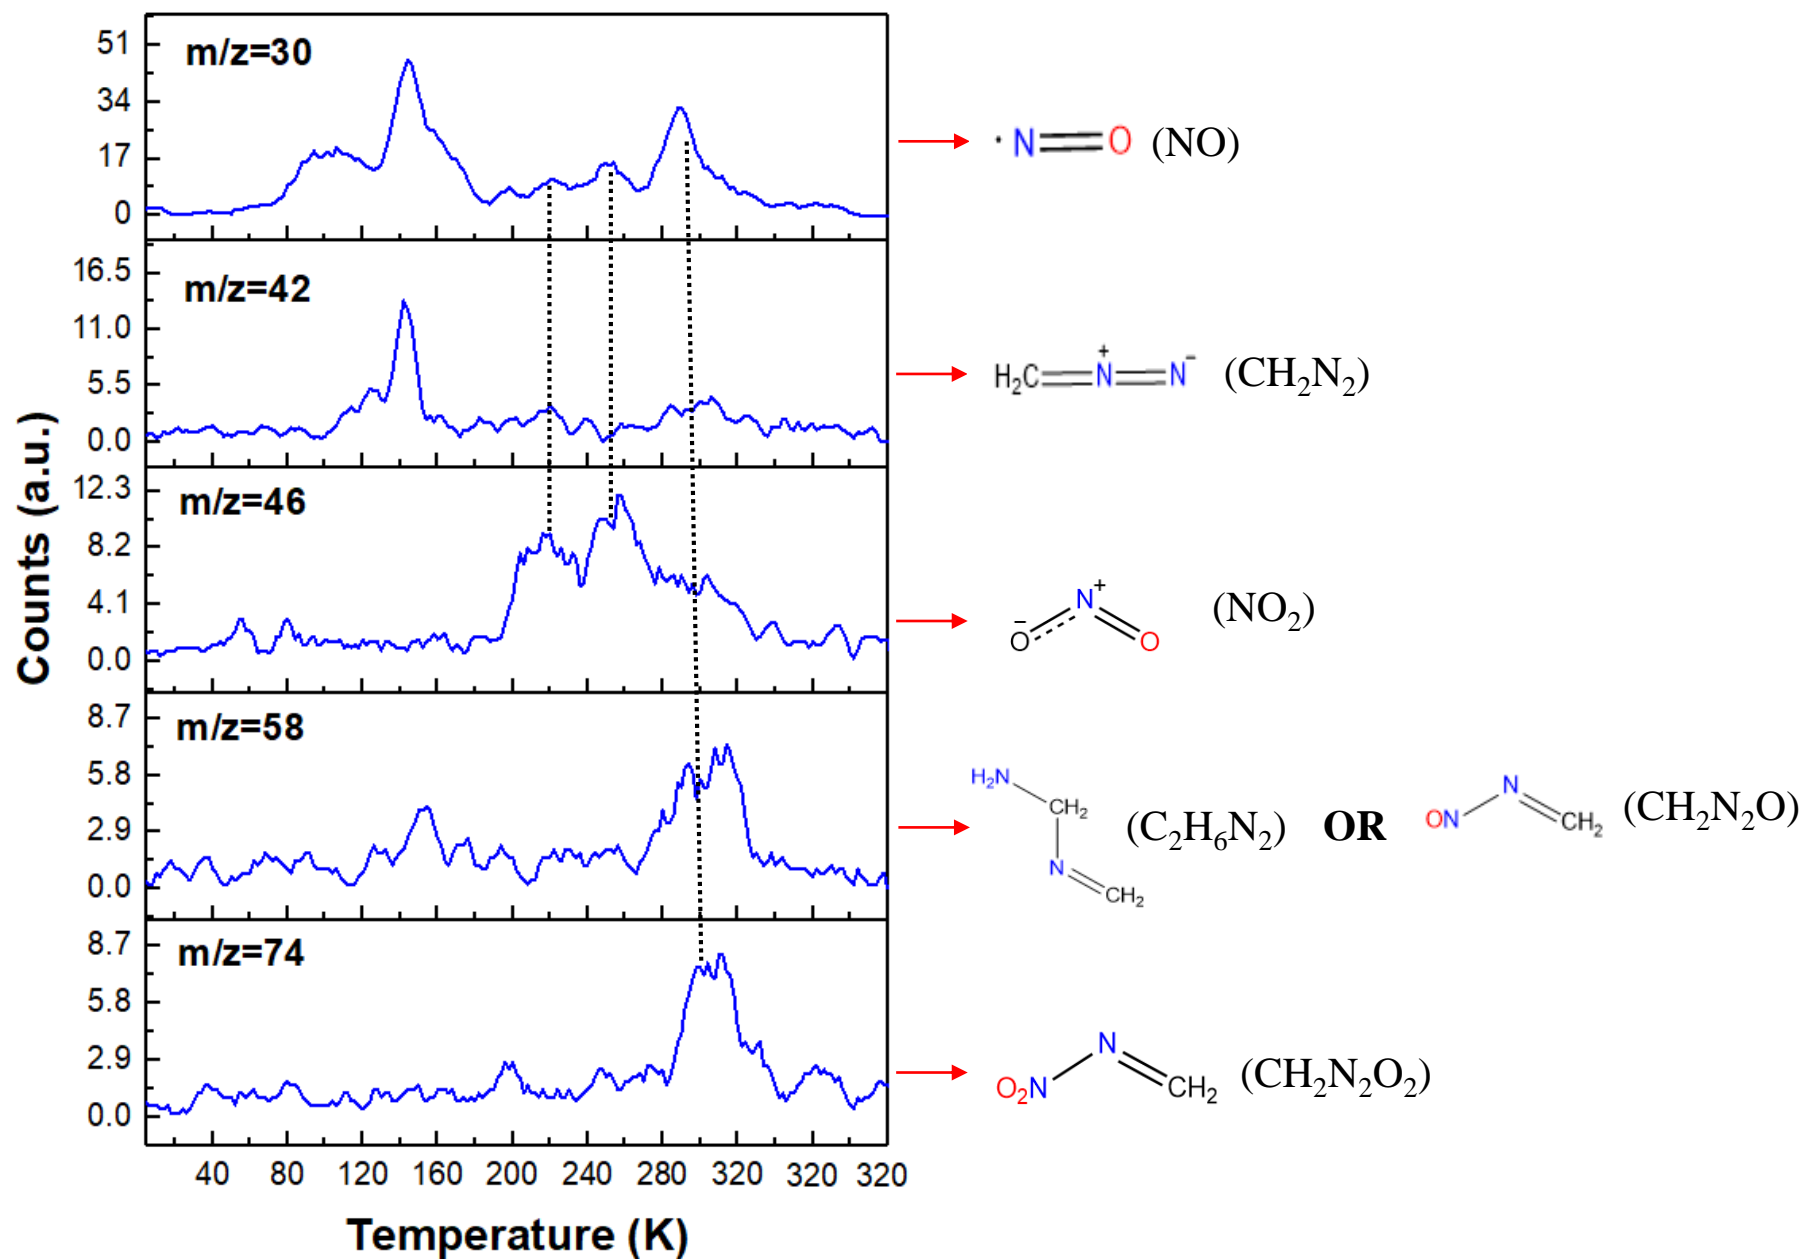 m/z=30
51
34
17
0
· N O (NO)
m/z=42
16.5
11.0
5.5
0.0
H₂C N⁺ N⁻ (CH₂N₂)
m/z=46
12.3
8.2
4.1
0.0
⁻O N⁺ O (NO₂)
m/z=58
8.7
5.8
2.9
0.0
H₂N CH₂ N CH₂ (C₂H₆N₂) OR ON N CH₂ (CH₂N₂O)
m/z=74
8.7
5.8
2.9
0.0
O₂N N CH₂ (CH₂N₂O₂)
Counts (a.u.)
40 80 120 160 200 240 280 320 320 320
Temperature (K)